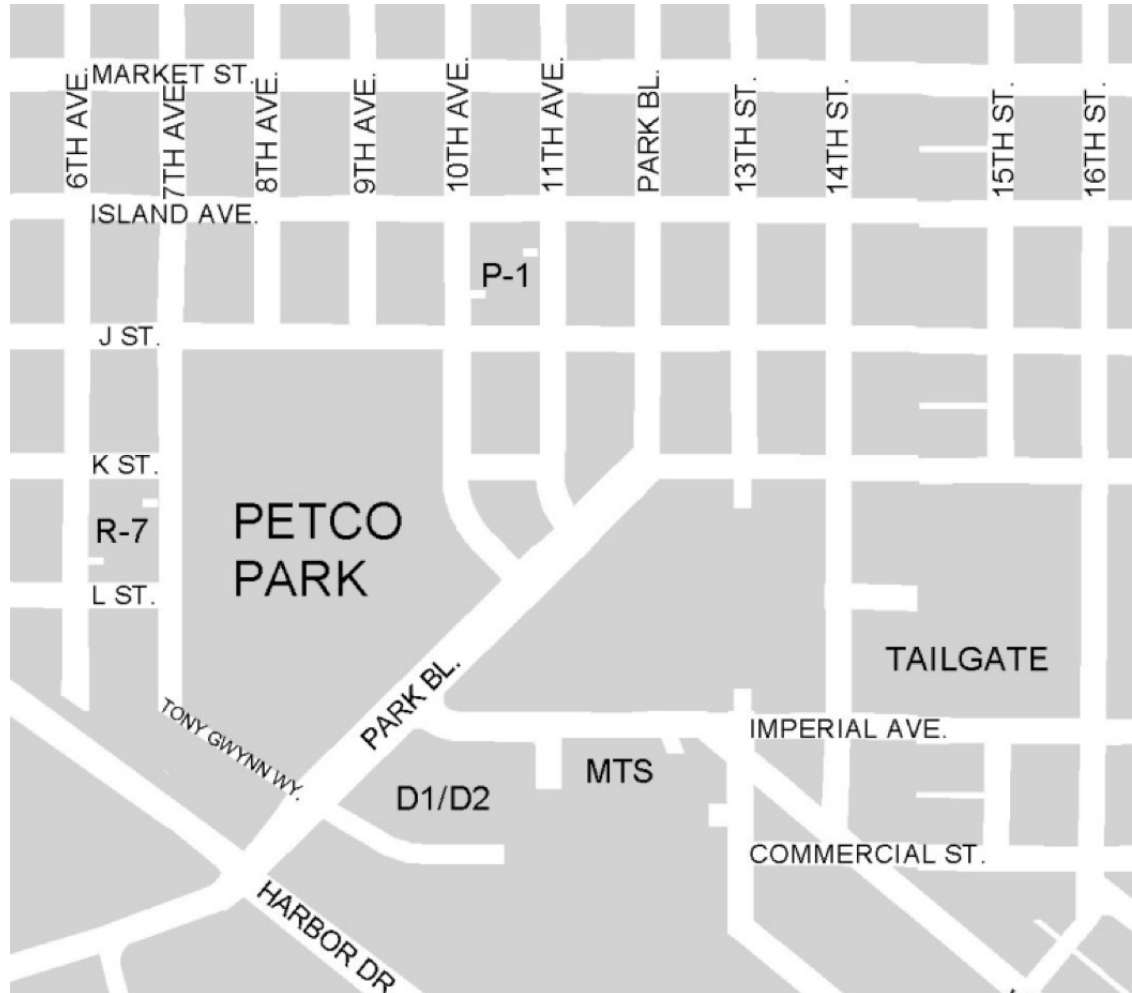 MARKET ST.
6TH AVE.
7TH AVE.
8TH AVE.
9TH AVE.
10TH AVE.
11TH AVE.
PARK BL.
13TH ST.
14TH ST.
15TH ST.
16TH ST.
ISLAND AVE.
P-1
J ST.
K ST.
R-7
PETCO
PARK
L ST.
TAILGATE
PARK BL.
TONY GWYNN WY.
IMPERIAL AVE.
MTS
D1/D2
COMMERCIAL ST.
HARBOR DR